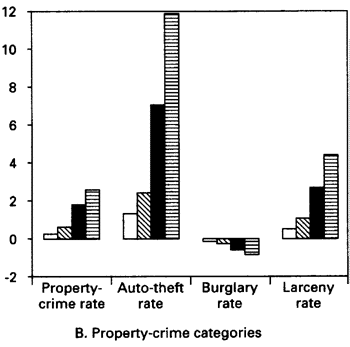 12
10
8
6
4
2
0
-2
Property-
crime rate
Auto-theft
rate
Burglary
rate
Larceny
rate
B. Property-crime categories